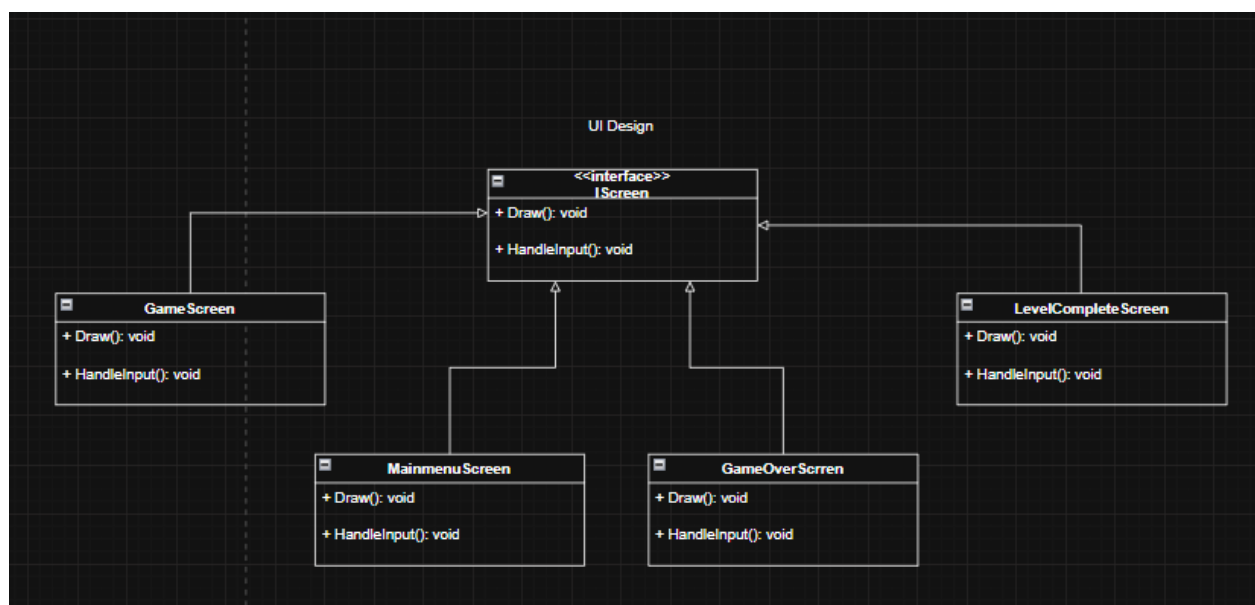 UI Design
<<interface>>
IScreen
+ Draw(): void
+ HandleInput(): void
GameScreen
+ Draw(): void
+ HandleInput(): void
LevelCompleteScreen
+ Draw(): void
+ HandleInput(): void
MainmenuScreen
+ Draw(): void
+ HandleInput(): void
GameOverScrren
+ Draw(): void
+ HandleInput(): void